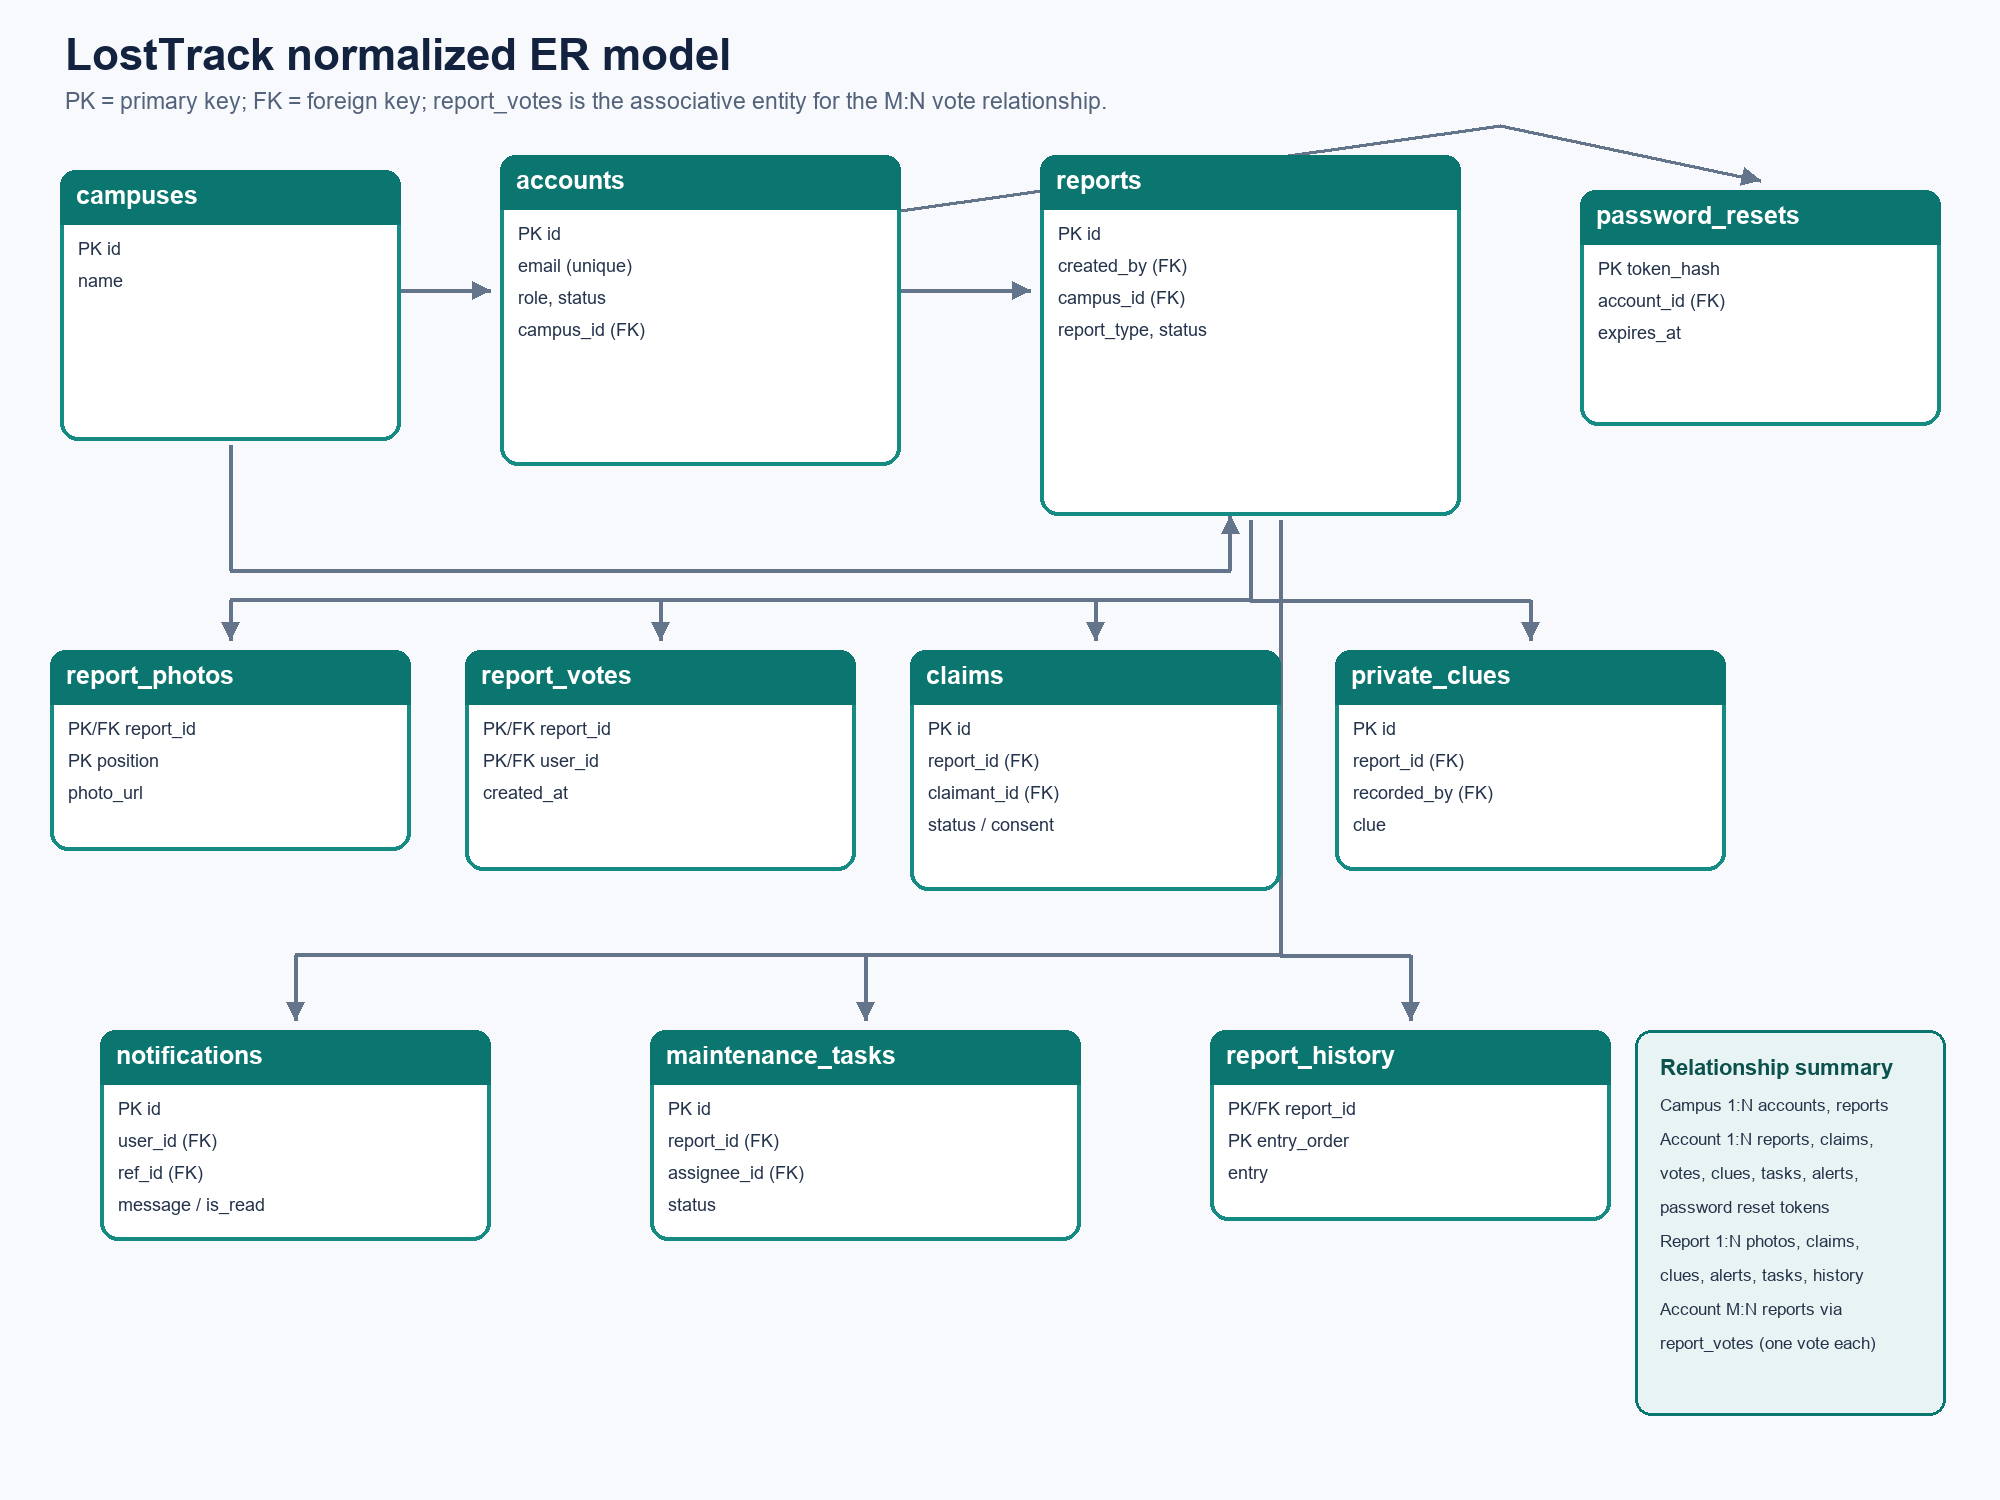 LostTrack normalized ER model
PK = primary key; FK = foreign key; report_votes is the associative entity for the M:N vote relationship.
campuses
PK id
name
accounts
PK id
email (unique)
role, status
campus_id (FK)
reports
PK id
created_by (FK)
campus_id (FK)
report_type, status
password_resets
PK token_hash
account_id (FK)
expires_at
report_photos
PK/FK report_id
PK position
photo_url
report_votes
PK/FK report_id
PK/FK user_id
created_at
claims
PK id
report_id (FK)
claimant_id (FK)
status / consent
private_clues
PK id
report_id (FK)
recorded_by (FK)
clue
notifications
PK id
user_id (FK)
ref_id (FK)
message / is_read
maintenance_tasks
PK id
report_id (FK)
assignee_id (FK)
status
report_history
PK/FK report_id
PK entry_order
entry
Relationship summary
Campus 1:N accounts, reports
Account 1:N reports, claims,
votes, clues, tasks, alerts,
password reset tokens
Report 1:N photos, claims,
clues, alerts, tasks, history
Account M:N reports via
report_votes (one vote each)